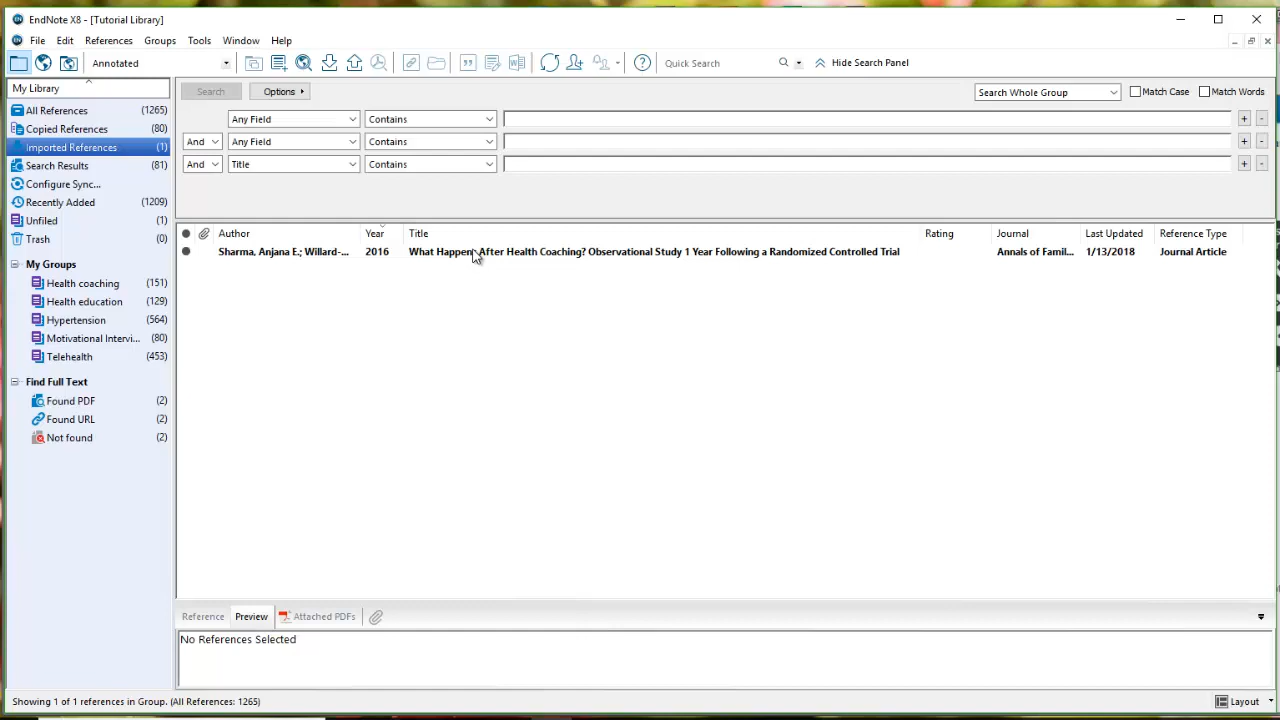 EndNote X8 - [Tutorial Library]
File Edit References Groups Tools Window Help
Annotated Quick Search Hide Search Panel
My Library
All References (1265)
Copied References (80)
Imported References (1)
Search Results (81)
Configure Sync...
Recently Added (1209)
Unfiled (1)
Trash (0)
My Groups
Health coaching (151)
Health education (129)
Hypertension (564)
Motivational Intervi... (80)
Telehealth (453)
Find Full Text
Found PDF (2)
Found URL (2)
Not found (2)
Search Options Search Whole Group Match Case Match Words
Any Field Contains
And Any Field Contains
And Title Contains
Author Year Title Rating Journal Last Updated Reference Type
Sharma, Anjana E.; Willard-... 2016 What Happens After Health Coaching? Observational Study 1 Year Following a Randomized Controlled Trial Annals of Famil... 1/13/2018 Journal Article
Reference Preview Attached PDFs
No References Selected
Showing 1 of 1 references in Group. (All References: 1265) Layout